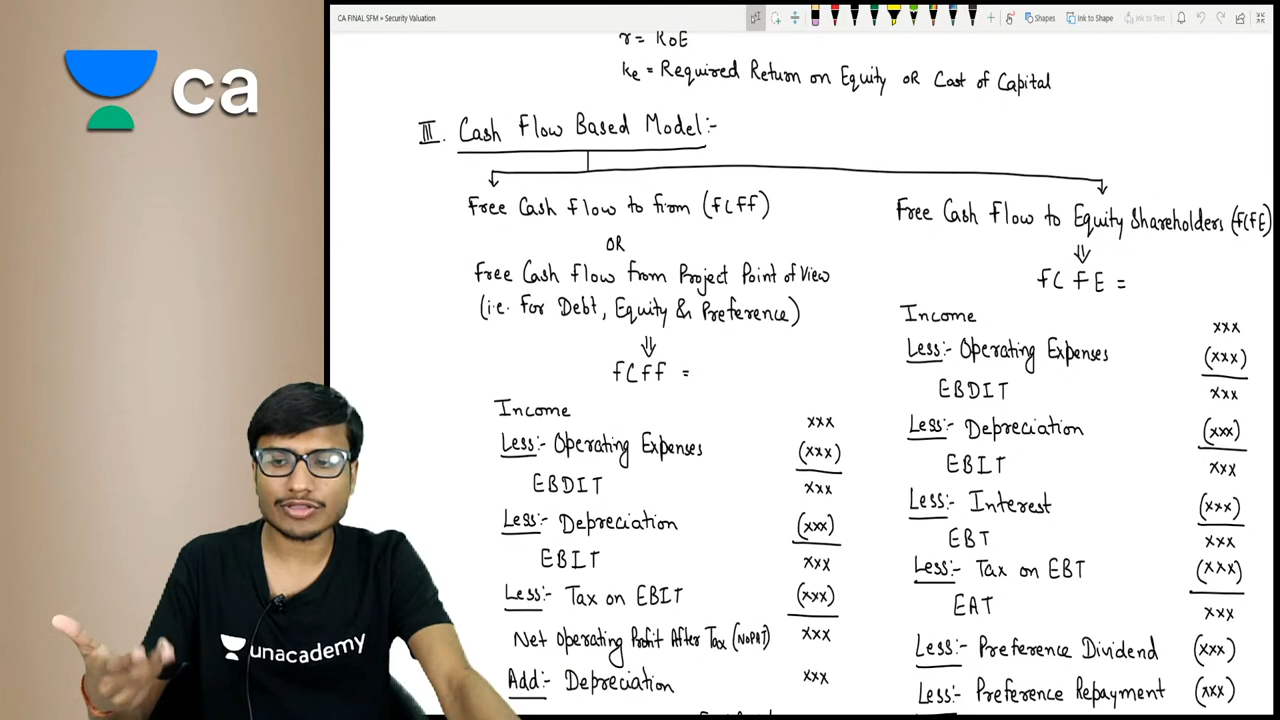 CA FINAL SFM > Security Valuation
Shapes
Ink to Shape
Ink to Text
ca
r = RoE
ke = Required Return on Equity OR Cost of Capital
III. Cash Flow Based Model:-
Free Cash Flow to firm (FCFF)
OR
Free Cash Flow from Project Point of View
(i.e. For Debt, Equity & Preference)
⇓
FCFF =
Income xxx
Less:- Operating Expenses (xxx)
EBDIT xxx
Less:- Depreciation (xxx)
EBIT xxx
Less:- Tax on EBIT (xxx)
Net Operating Profit After Tax (NOPAT) xxx
Add:- Depreciation xxx
Free Cash Flow to Equity Shareholders (FCFE)
⇓
FCFE =
Income xxx
Less:- Operating Expenses (xxx)
EBDIT xxx
Less:- Depreciation (xxx)
EBIT xxx
Less:- Interest (xxx)
EBT xxx
Less:- Tax on EBT (xxx)
EAT xxx
Less:- Preference Dividend (xxx)
Less:- Preference Repayment (xxx)
unacademy